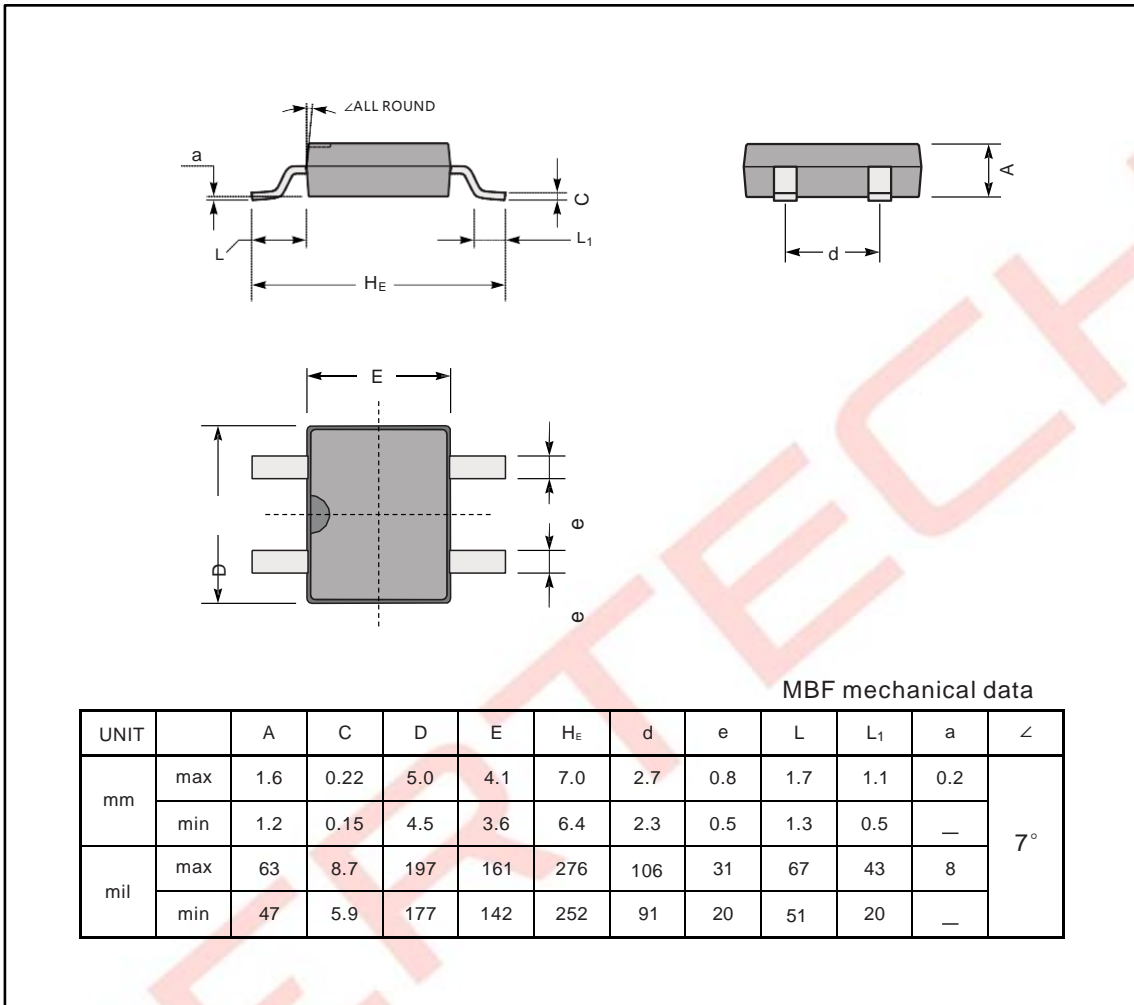 ∠ALL ROUND
a
C
A
L
L₁
d
Hᴇ
E
e
D
e
MBF mechanical data
UNIT A C D E Hᴇ d e L L₁ a ∠
mm max 1.6 0.22 5.0 4.1 7.0 2.7 0.8 1.7 1.1 0.2 7°
min 1.2 0.15 4.5 3.6 6.4 2.3 0.5 1.3 0.5 —
mil max 63 8.7 197 161 276 106 31 67 43 8
min 47 5.9 177 142 252 91 20 51 20 —
ERTECH